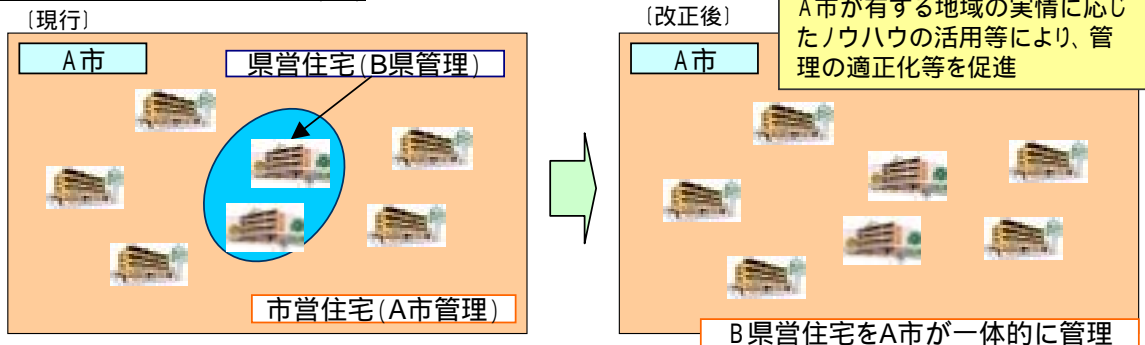 〔現行〕
A市
県営住宅(B県管理)
市営住宅(A市管理)
〔改正後〕
A市
A市が有する地域の実情に応じ
たノウハウの活用等により、管
理の適正化等を促進
B県営住宅をA市が一体的に管理